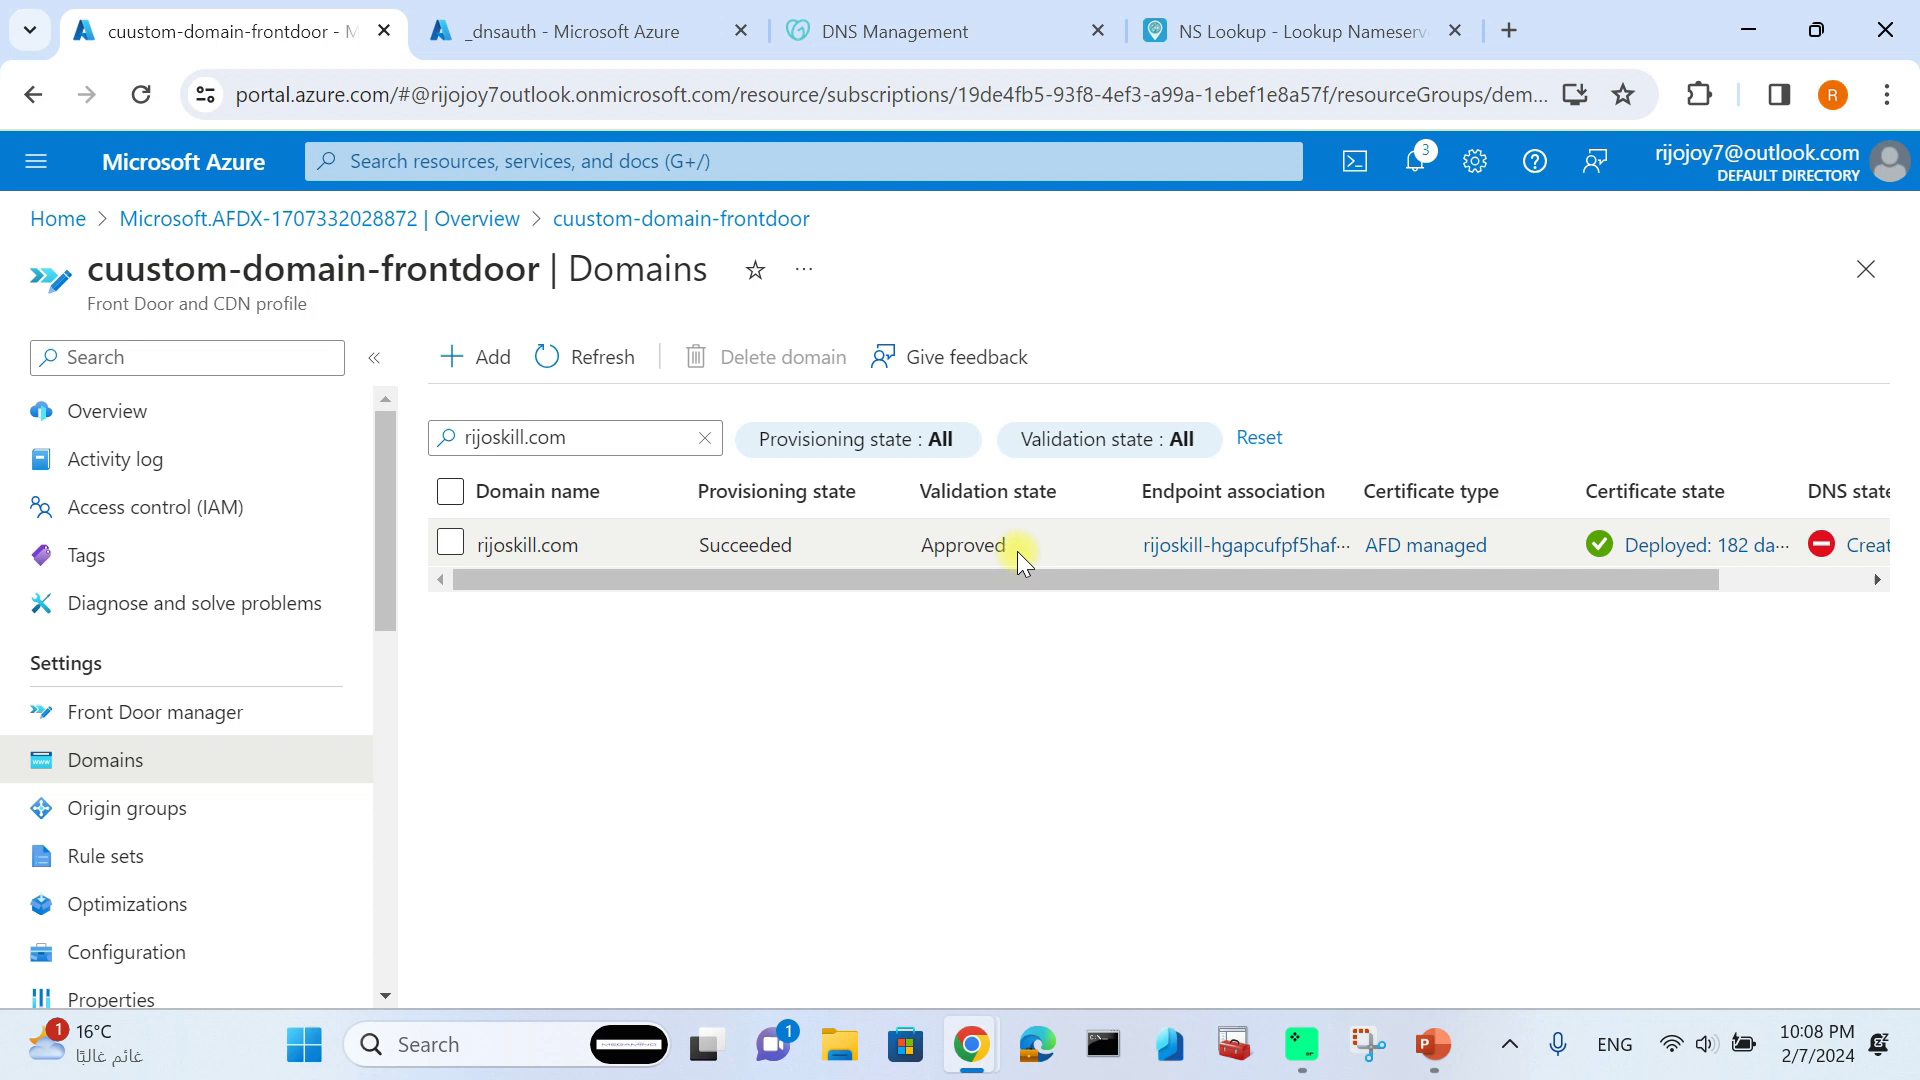 cuustom-domain-frontdoor - M
_dnsauth - Microsoft Azure
DNS Management
NS Lookup - Lookup Nameserv
portal.azure.com/#@rijojoy7outlook.onmicrosoft.com/resource/subscriptions/19de4fb5-93f8-4ef3-a99a-1ebef1e8a57f/resourceGroups/dem...
R
Microsoft Azure
Search resources, services, and docs (G+/)
3
rijojoy7@outlook.com
DEFAULT DIRECTORY
Home > Microsoft.AFDX-1707332028872 | Overview > cuustom-domain-frontdoor
cuustom-domain-frontdoor | Domains
Front Door and CDN profile
Search
Add
Refresh
Delete domain
Give feedback
Overview
Activity log
Access control (IAM)
Tags
Diagnose and solve problems
Settings
Front Door manager
Domains
Origin groups
Rule sets
Optimizations
Configuration
Properties
rijoskill.com
Provisioning state : All
Validation state : All
Reset
Domain name Provisioning state Validation state Endpoint association Certificate type Certificate state DNS state
rijoskill.com Succeeded Approved rijoskill-hgapcufpf5haf... AFD managed Deployed: 182 da... Creat
1
16°C
غائم غالبًا
Search
1
ENG
10:08 PM
2/7/2024